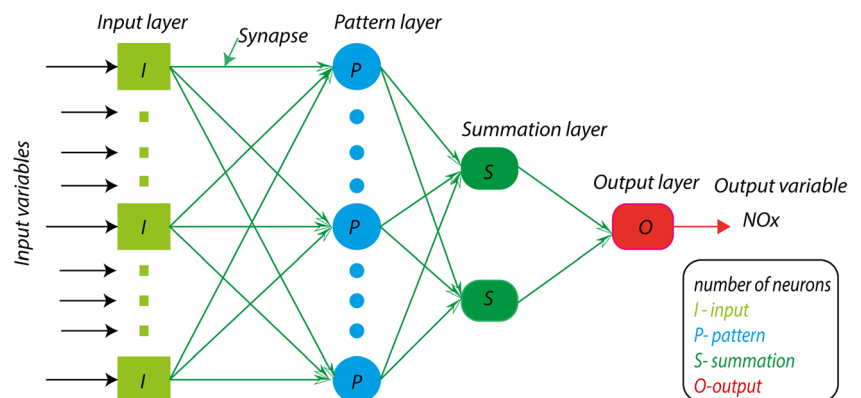 Input layer
Synapse
Pattern layer
Summation layer
Output layer
Output variable
NOx
Input variables
I
I
I
P
P
P
S
S
O
number of neurons
I - input
P- pattern
S- summation
O-output